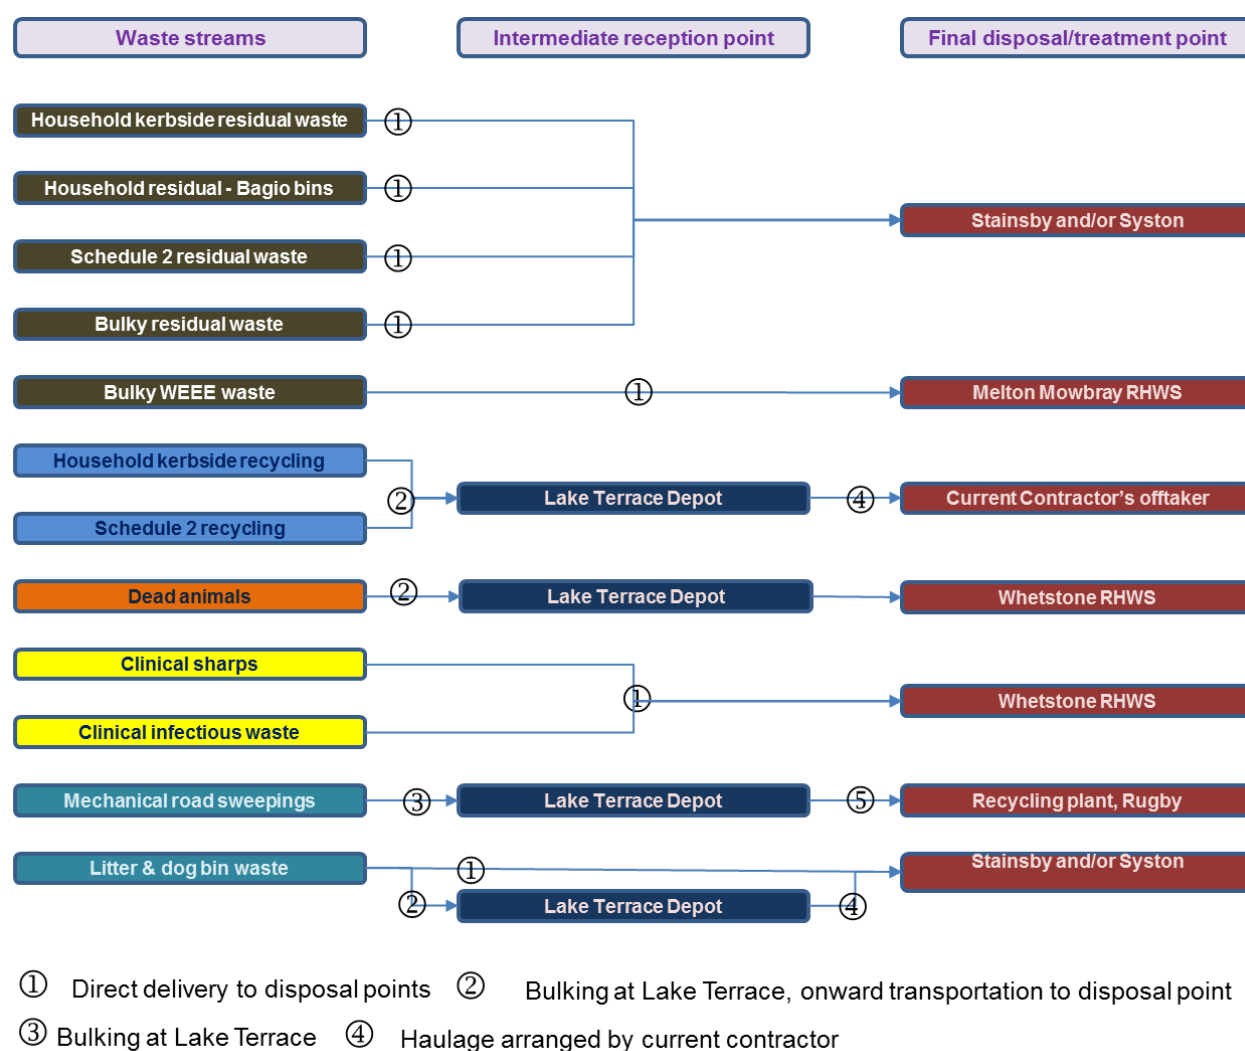 Waste streams Intermediate reception point Final disposal/treatment point
Household kerbside residual waste ①
Household residual - Bagio bins ①
Stainsby and/or Syston
Schedule 2 residual waste ①
Bulky residual waste ①
Bulky WEEE waste ① Melton Mowbray RHWS
Household kerbside recycling
② Lake Terrace Depot ④ Current Contractor's offtaker
Schedule 2 recycling
Dead animals ② Lake Terrace Depot Whetstone RHWS
Clinical sharps
① Whetstone RHWS
Clinical infectious waste
Mechanical road sweepings ③ Lake Terrace Depot ⑤ Recycling plant, Rugby
Litter & dog bin waste ① Stainsby and/or Syston
② Lake Terrace Depot ④
① Direct delivery to disposal points ② Bulking at Lake Terrace, onward transportation to disposal point
③ Bulking at Lake Terrace ④ Haulage arranged by current contractor